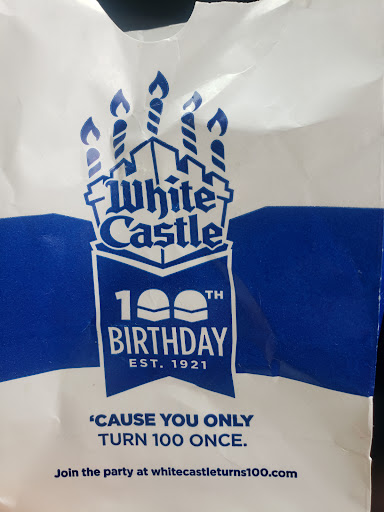 White
Castle
100TH
BIRTHDAY
EST. 1921
‘CAUSE YOU ONLY
TURN 100 ONCE.
Join the party at whitecastleturns100.com